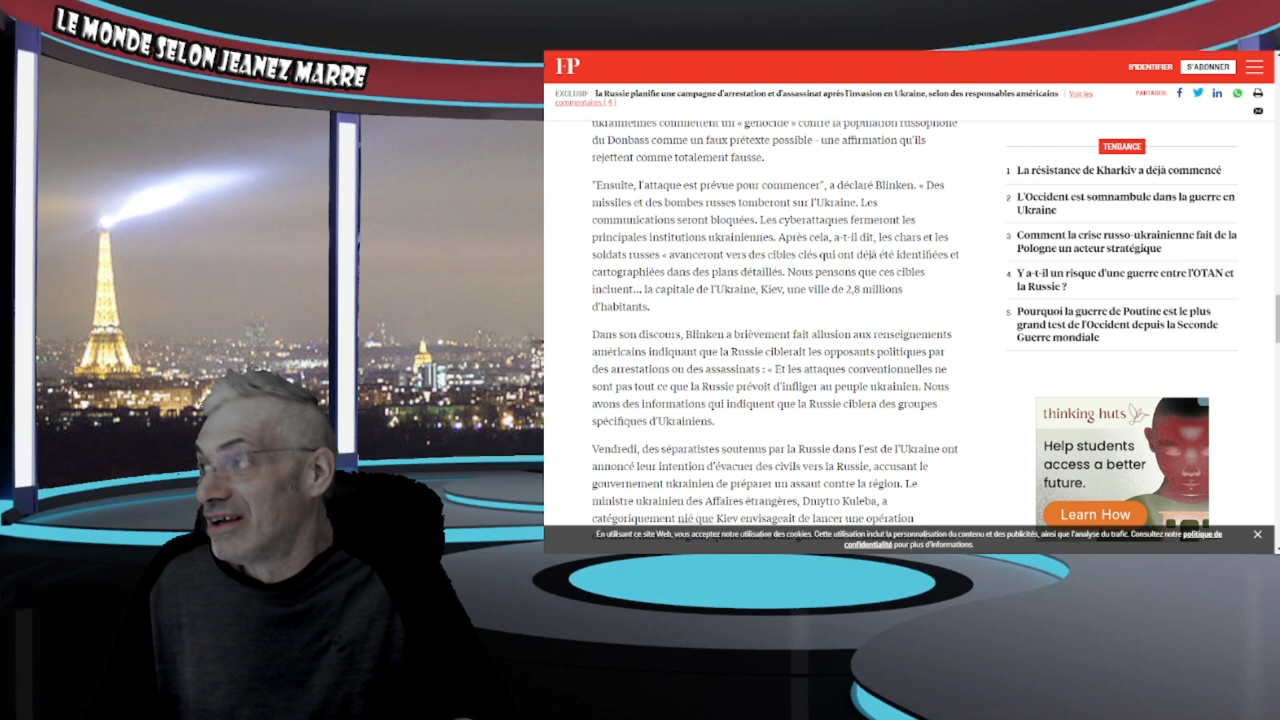 LE MONDE SELON JEANEZ MARRE
FP
S'IDENTIFIER
S'ABONNER
EXCLUSIF la Russie planifie une campagne d'arrestation et d'assassinat après l'invasion en Ukraine, selon des responsables américains | Voir les
commentaires ( 4 )
PARTAGER:
ukrainiennes commettent un « génocide » contre la population russophone
du Donbass comme un faux prétexte possible - une affirmation qu'ils
rejettent comme totalement fausse.
"Ensuite, l'attaque est prévue pour commencer", a déclaré Blinken. « Des
missiles et des bombes russes tomberont sur l'Ukraine. Les
communications seront bloquées. Les cyberattaques fermeront les
principales institutions ukrainiennes. Après cela, a-t-il dit, les chars et les
soldats russes « avanceront vers des cibles clés qui ont déjà été identifiées et
cartographiées dans des plans détaillés. Nous pensons que ces cibles
incluent... la capitale de l'Ukraine, Kiev, une ville de 2,8 millions
d'habitants.
Dans son discours, Blinken a brièvement fait allusion aux renseignements
américains indiquant que la Russie ciblerait les opposants politiques par
des arrestations ou des assassinats : « Et les attaques conventionnelles ne
sont pas tout ce que la Russie prévoit d'infliger au peuple ukrainien. Nous
avons des informations qui indiquent que la Russie ciblera des groupes
spécifiques d'Ukrainiens.
Vendredi, des séparatistes soutenus par la Russie dans l'est de l'Ukraine ont
annoncé leur intention d'évacuer des civils vers la Russie, accusant le
gouvernement ukrainien de préparer un assaut contre la région. Le
ministre ukrainien des Affaires étrangères, Dmytro Kuleba, a
catégoriquement nié que Kiev envisageait de lancer une opération
TENDANCE
1 La résistance de Kharkiv a déjà commencé
2 L'Occident est somnambule dans la guerre en
Ukraine
3 Comment la crise russo-ukrainienne fait de la
Pologne un acteur stratégique
4 Y a-t-il un risque d'une guerre entre l'OTAN et
la Russie ?
5 Pourquoi la guerre de Poutine est le plus
grand test de l'Occident depuis la Seconde
Guerre mondiale
thinking huts
Help students
access a better
future.
Learn How
En utilisant ce site Web, vous acceptez notre utilisation des cookies. Cette utilisation inclut la personnalisation du contenu et des publicités, ainsi que l'analyse du trafic. Consultez notre politique de
confidentialité pour plus d'informations.